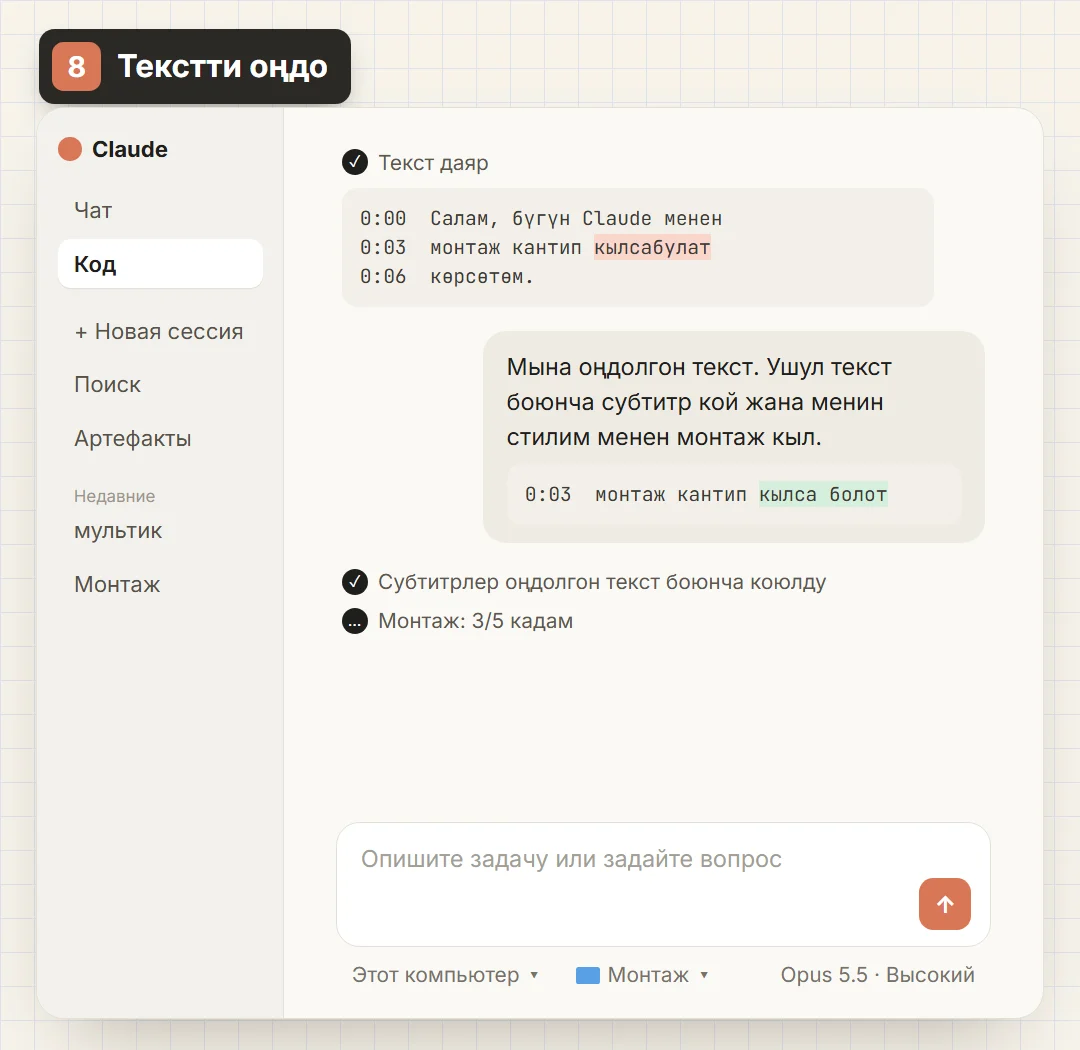 8 Текстти оңдо
Claude
Чат
Код
+ Новая сессия
Поиск
Артефакты
Недавние
мультик
Монтаж
✓ Текст даяр
0:00 Салам, бүгүн Claude менен
0:03 монтаж кантип кылсабулат
0:06 көрсөтөм.
Мына оңдолгон текст. Ушул текст
боюнча субтитр кой жана менин
стилим менен монтаж кыл.
0:03 монтаж кантип кылса болот
✓ Субтитрлер оңдолгон текст боюнча коюлду
… Монтаж: 3/5 кадам
Опишите задачу или задайте вопрос
Этот компьютер ▾ Монтаж ▾ Opus 5.5 · Высокий